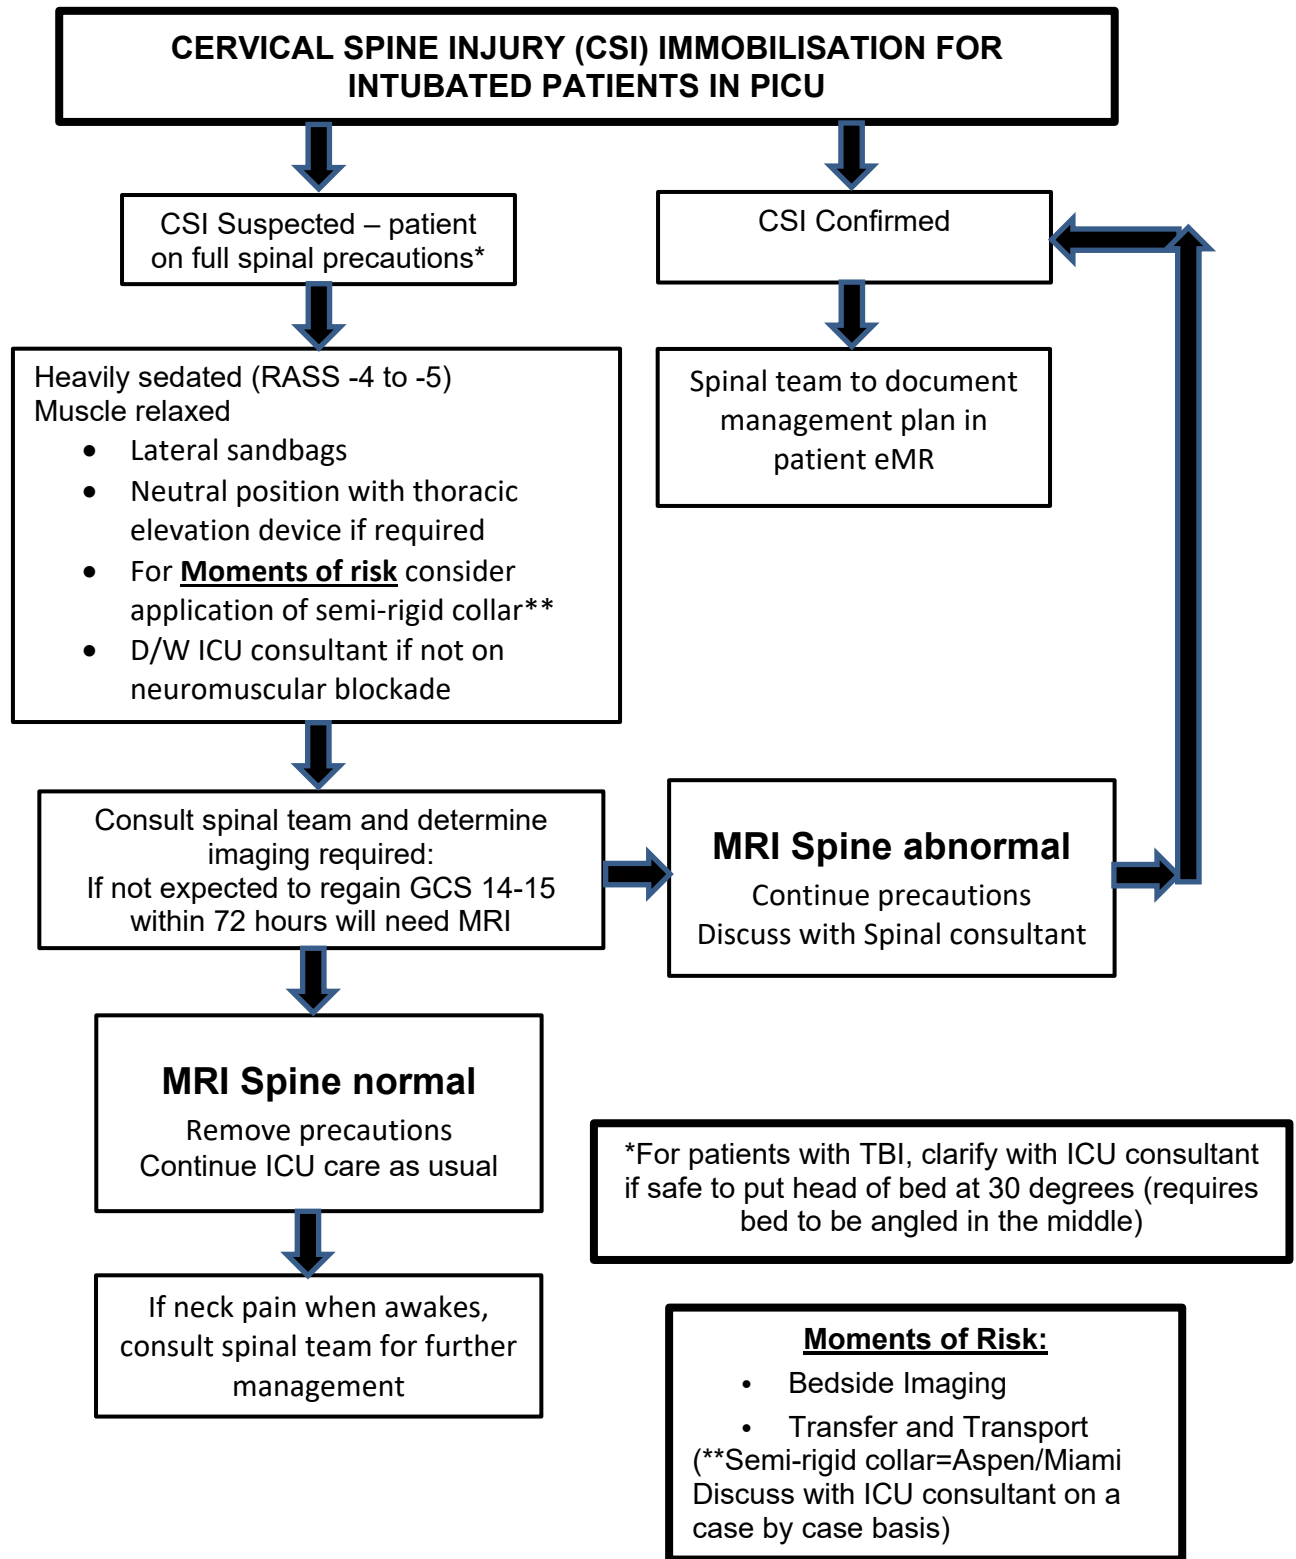 CERVICAL SPINE INJURY (CSI) IMMOBILISATION FOR
INTUBATED PATIENTS IN PICU
CSI Suspected – patient
on full spinal precautions*
CSI Confirmed
Heavily sedated (RASS -4 to -5)
Muscle relaxed
• Lateral sandbags
• Neutral position with thoracic
elevation device if required
• For Moments of risk consider
application of semi-rigid collar**
• D/W ICU consultant if not on
neuromuscular blockade
Spinal team to document
management plan in
patient eMR
Consult spinal team and determine
imaging required:
If not expected to regain GCS 14-15
within 72 hours will need MRI
MRI Spine abnormal
Continue precautions
Discuss with Spinal consultant
MRI Spine normal
Remove precautions
Continue ICU care as usual
*For patients with TBI, clarify with ICU consultant
if safe to put head of bed at 30 degrees (requires
bed to be angled in the middle)
If neck pain when awakes,
consult spinal team for further
management
Moments of Risk:
• Bedside Imaging
• Transfer and Transport
(**Semi-rigid collar=Aspen/Miami
Discuss with ICU consultant on a
case by case basis)